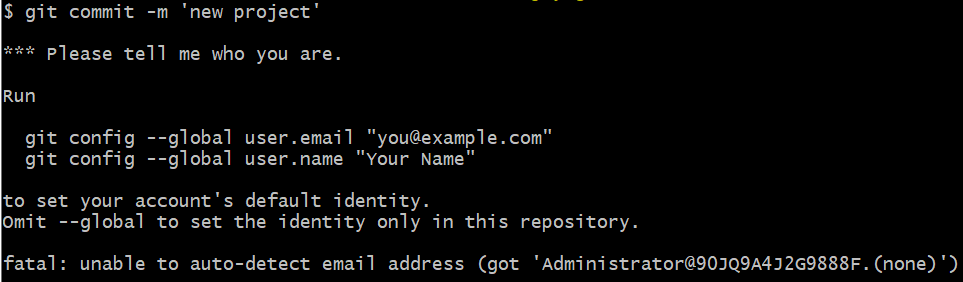 $ git commit -m 'new project'
*** Please tell me who you are.
Run
git config --global user.email "you@example.com"
git config --global user.name "Your Name"
to set your account's default identity.
Omit --global to set the identity only in this repository.
fatal: unable to auto-detect email address (got 'Administrator@90JQ9A4J2G9888F.(none)')